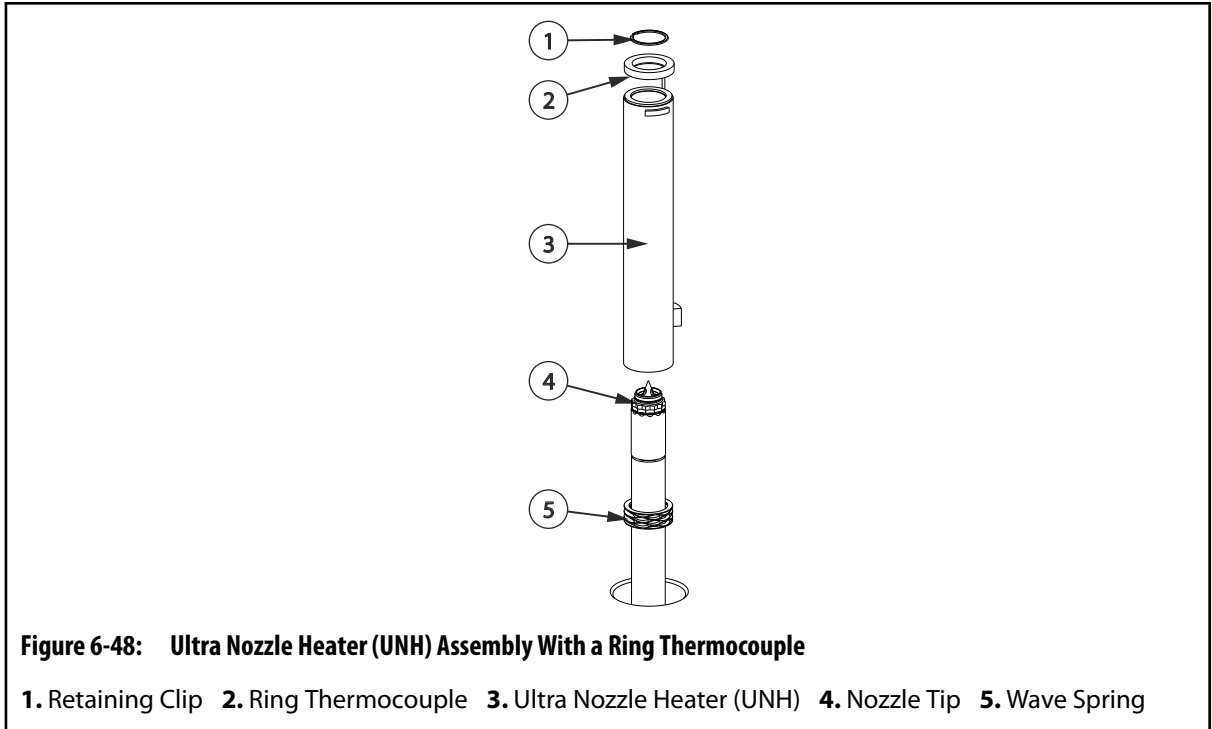 1
2
3
4
5
Figure 6-48: Ultra Nozzle Heater (UNH) Assembly With a Ring Thermocouple
1. Retaining Clip 2. Ring Thermocouple 3. Ultra Nozzle Heater (UNH) 4. Nozzle Tip 5. Wave Spring